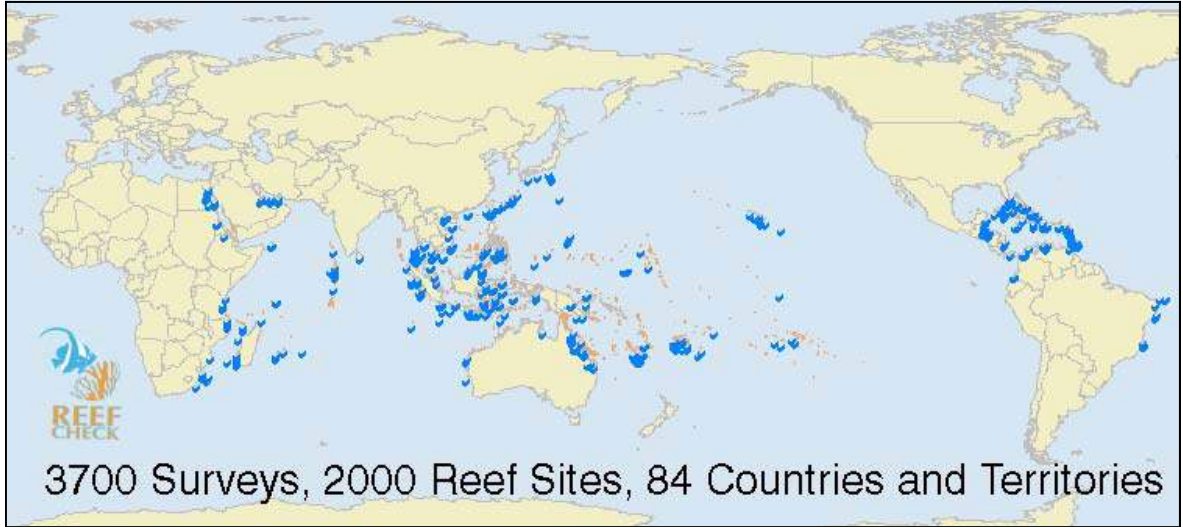 REEF
CHECK
3700 Surveys, 2000 Reef Sites, 84 Countries and Territories